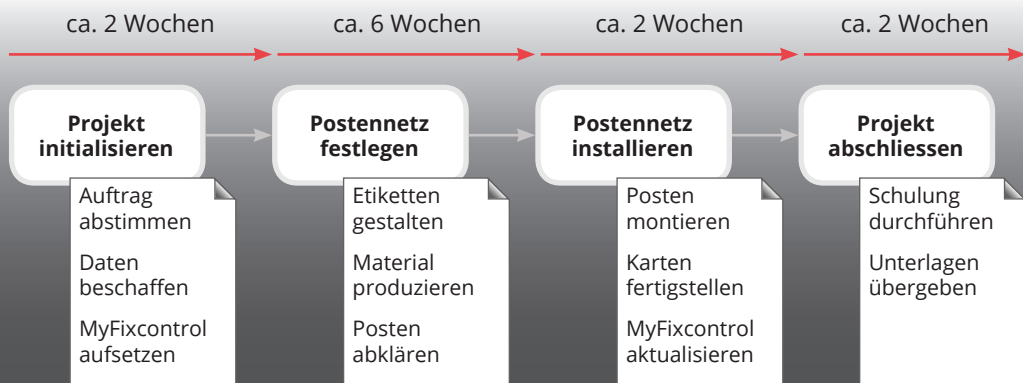 ca. 2 Wochen
ca. 6 Wochen
ca. 2 Wochen
ca. 2 Wochen
Projekt
initialisieren
Postennetz
festlegen
Postennetz
installieren
Projekt
abschliessen
Auftrag
abstimmen
Daten
beschaffen
MyFixcontrol
aufsetzen
Etiketten
gestalten
Material
produzieren
Posten
abklären
Posten
montieren
Karten
fertigstellen
MyFixcontrol
aktualisieren
Schulung
durchführen
Unterlagen
übergeben